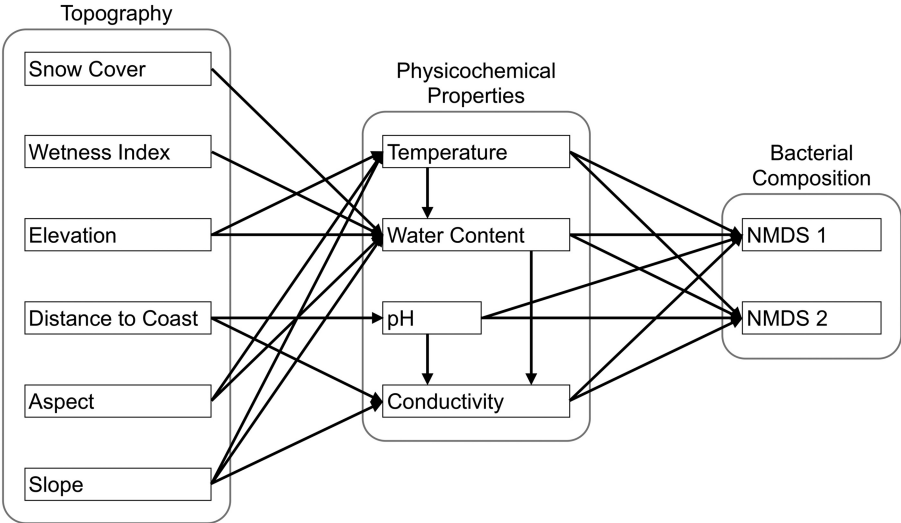 Topography
Snow Cover
Wetness Index
Elevation
Distance to Coast
Aspect
Slope
Physicochemical
Properties
Temperature
Water Content
pH
Conductivity
Bacterial
Composition
NMDS 1
NMDS 2